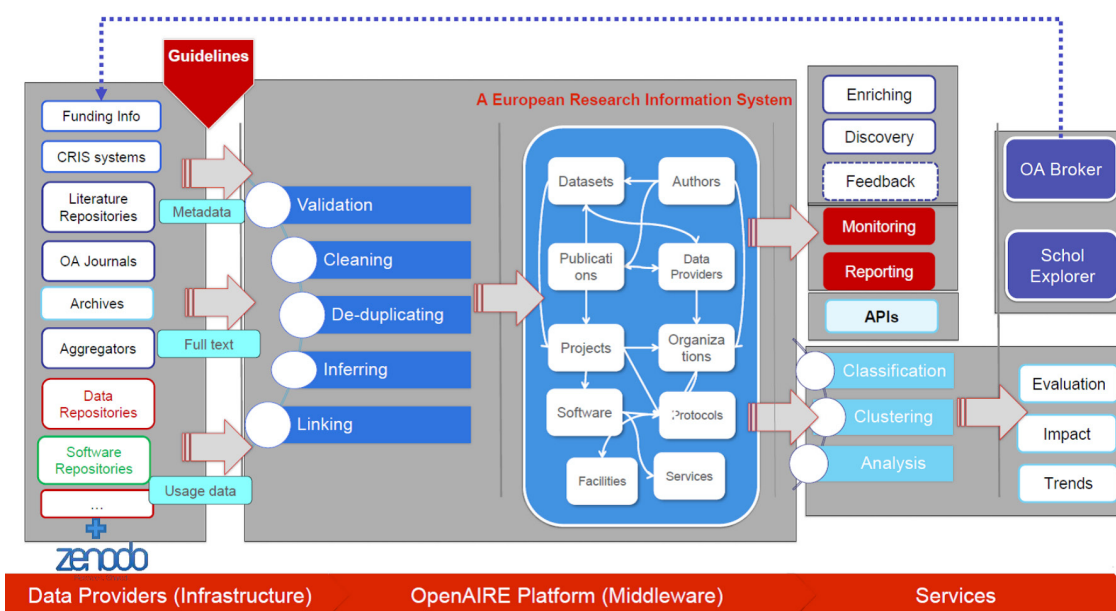 Guidelines
Funding Info
CRIS systems
Literature
Repositories
OA Journals
Archives
Aggregators
Data
Repositories
Software
Repositories
...
zenodo
Metadata
Full text
Usage data
A European Research Information System
Validation
Cleaning
De-duplicating
Inferring
Linking
Datasets
Authors
Publicati
ons
Data
Providers
Projects
Organiza
tions
Software
Protocols
Facilities
Services
Enriching
Discovery
Feedback
Monitoring
Reporting
APIs
OA Broker
Schol
Explorer
Classification
Clustering
Analysis
Evaluation
Impact
Trends
Data Providers (Infrastructure)
OpenAIRE Platform (Middleware)
Services